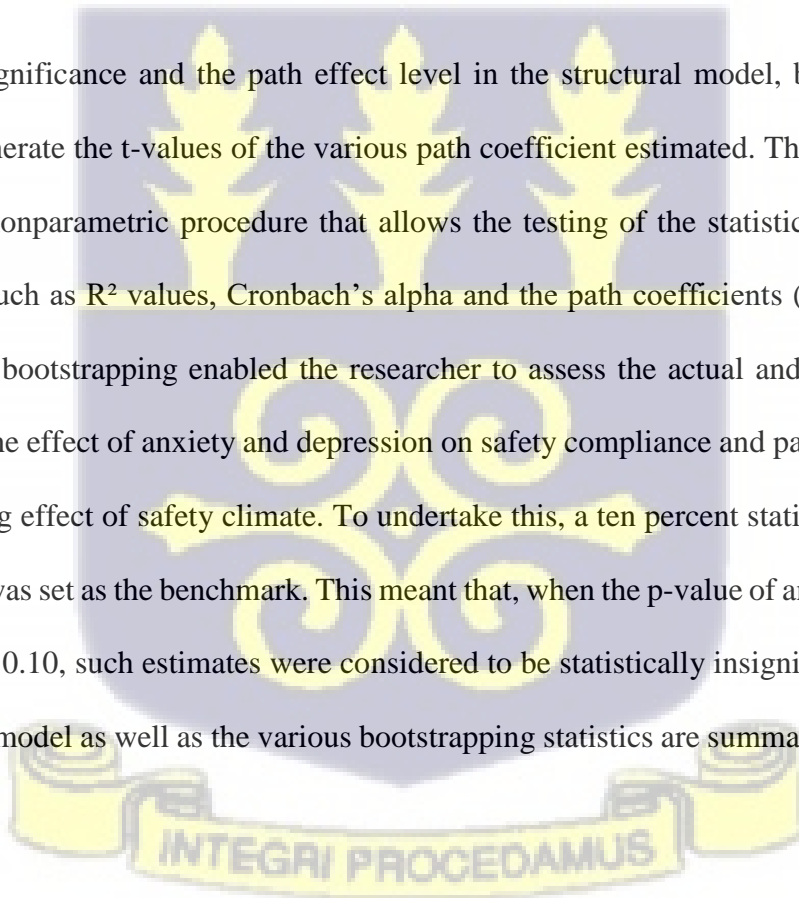 gnificance and the path effect level in the structural model, b
nerate the t-values of the various path coefficient estimated. Th
onparametric procedure that allows the testing of the statistic
uch as R² values, Cronbach’s alpha and the path coefficients (
bootstrapping enabled the researcher to assess the actual and
ne effect of anxiety and depression on safety compliance and pa
g effect of safety climate. To undertake this, a ten percent stati
was set as the benchmark. This meant that, when the p-value of an
0.10, such estimates were considered to be statistically insigni
model as well as the various bootstrapping statistics are summa
INTEGRI PROCEDAMUS